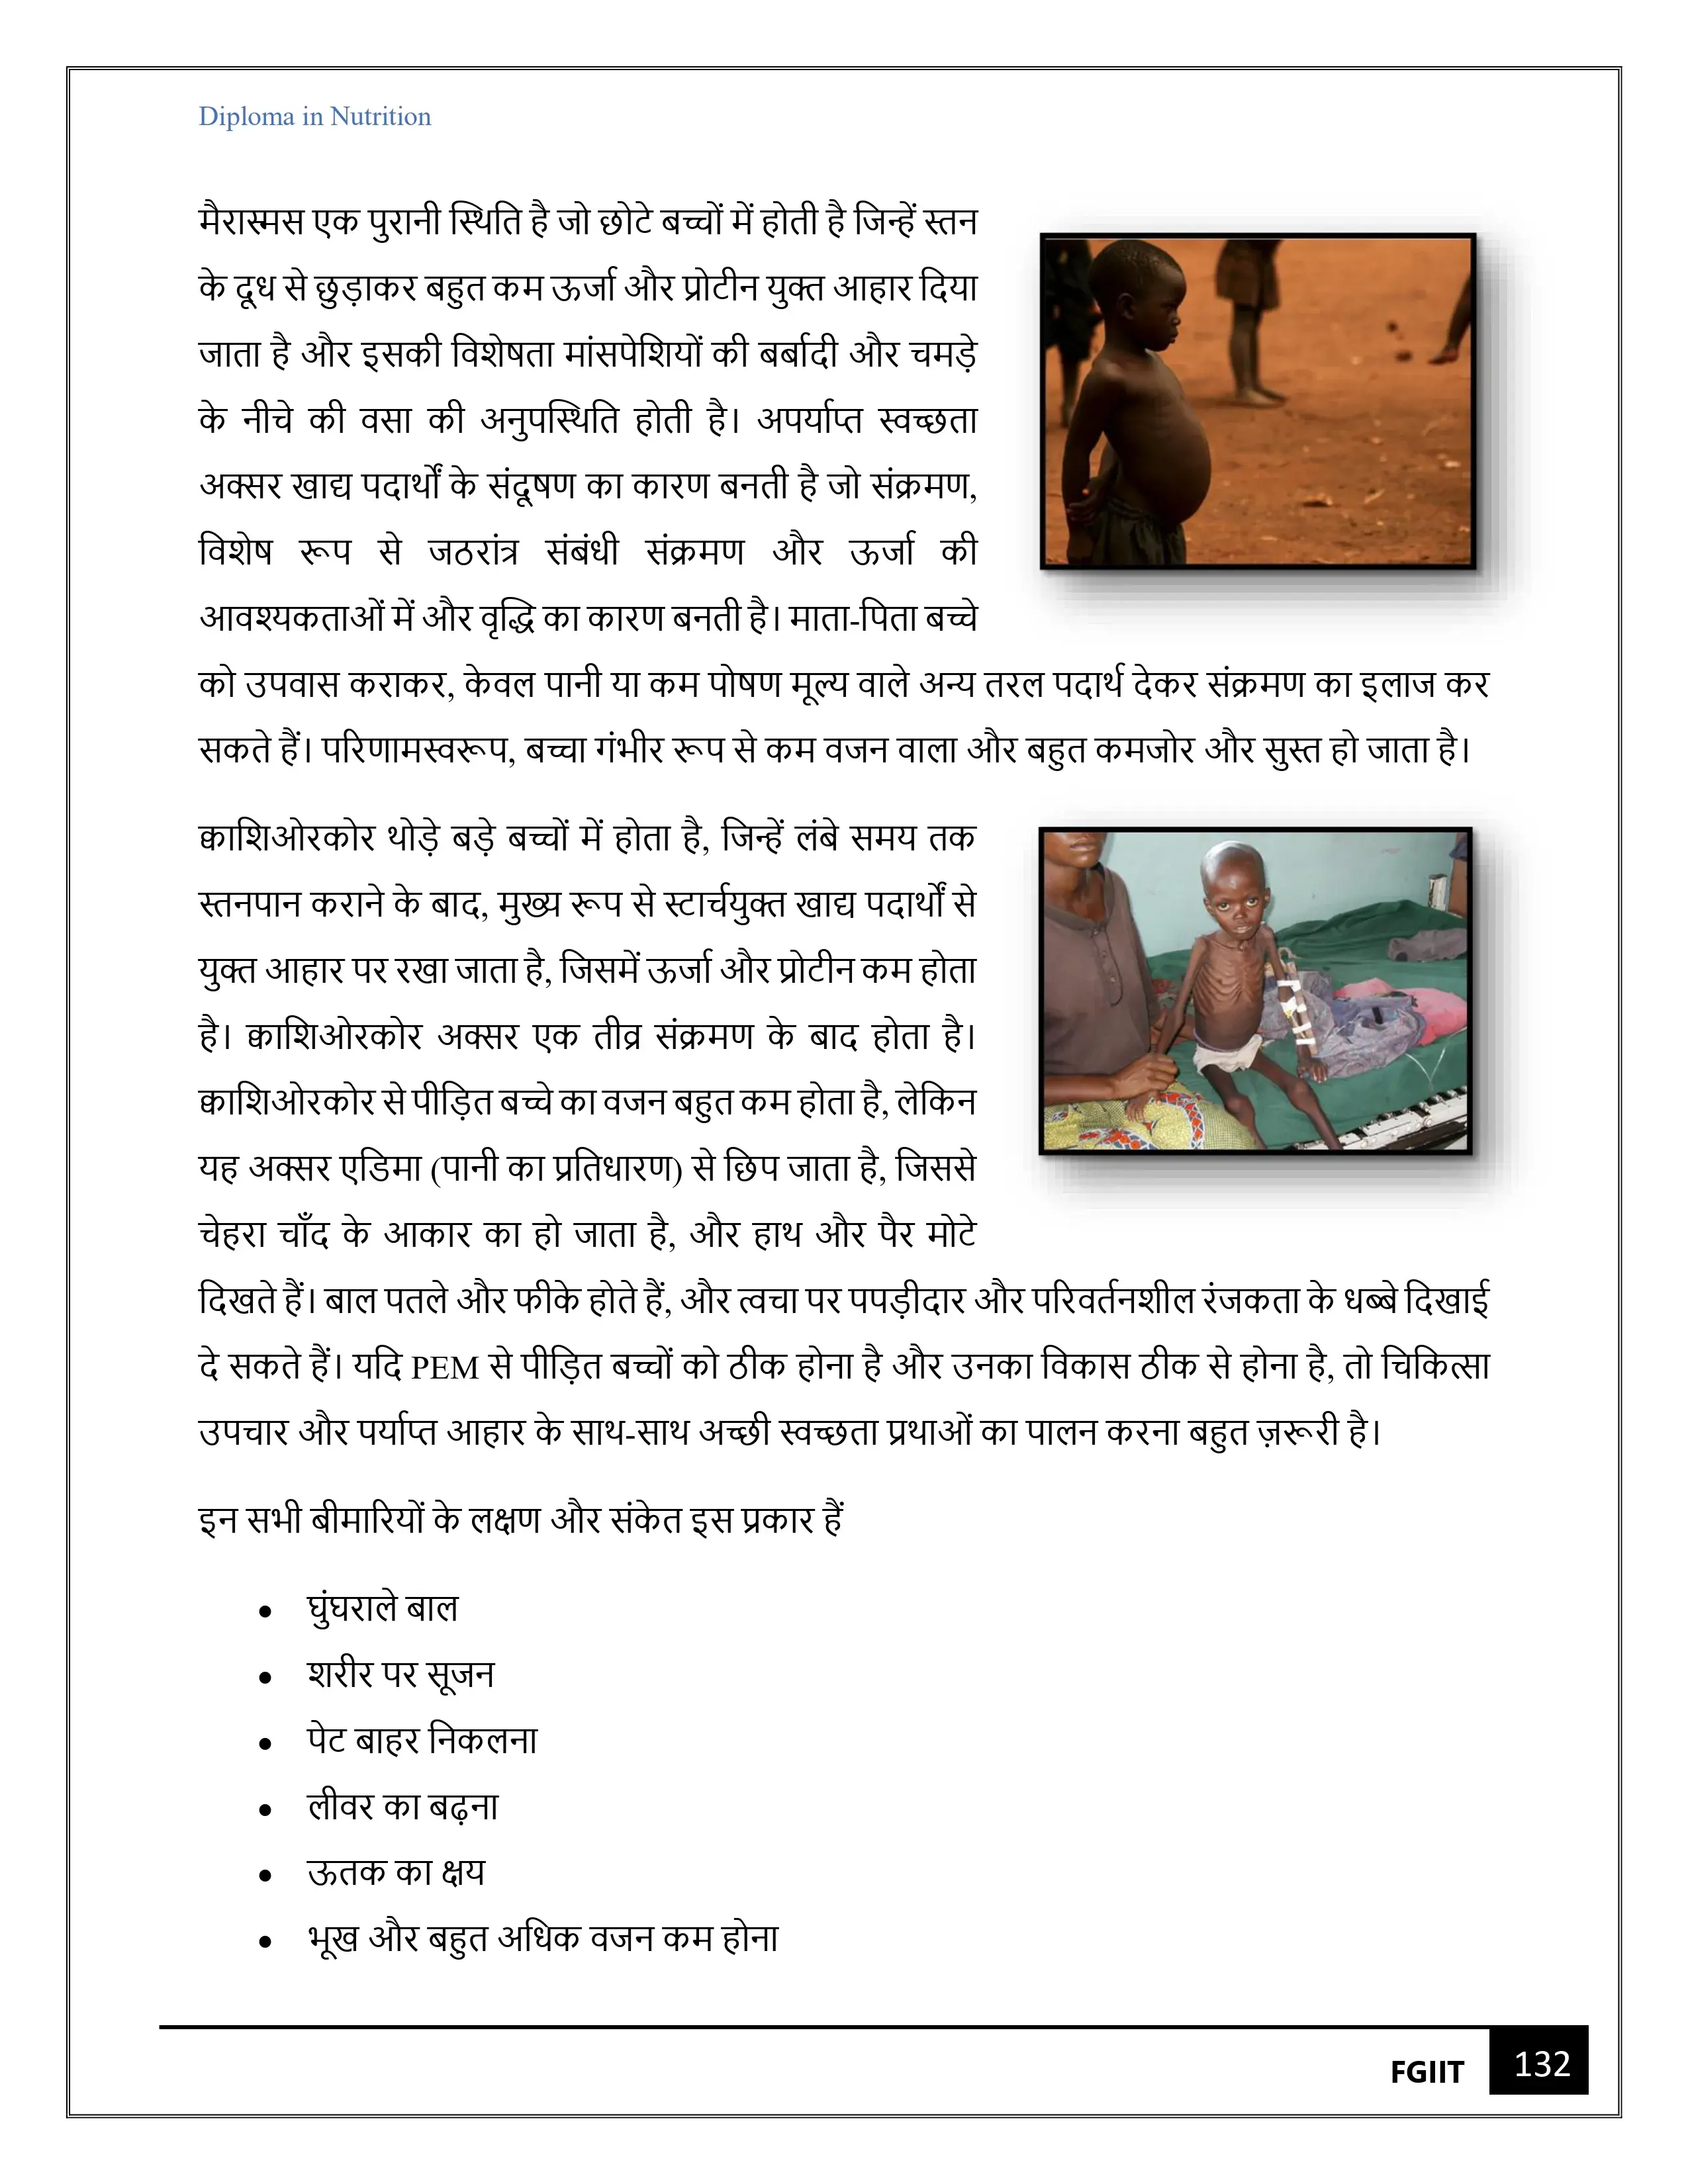 Diploma in Nutrition
मैरास्मस एक पुरानी स्थिति है जो छोटे बच्चों में होती है जिन्हें स्तन
के दूध से छुड़ाकर बहुत कम ऊर्जा और प्रोटीन युक्त आहार दिया
जाता है और इसकी विशेषता मांसपेशियों की बर्बादी और चमड़े
के नीचे की वसा की अनुपस्थिति होती है। अपर्याप्त स्वच्छता
अक्सर खाद्य पदार्थों के संदूषण का कारण बनती है जो संक्रमण,
विशेष रूप से जठरांत्र संबंधी संक्रमण और ऊर्जा की
आवश्यकताओं में और वृद्धि का कारण बनती है। माता-पिता बच्चे
को उपवास कराकर, केवल पानी या कम पोषण मूल्य वाले अन्य तरल पदार्थ देकर संक्रमण का इलाज कर
सकते हैं। परिणामस्वरूप, बच्चा गंभीर रूप से कम वजन वाला और बहुत कमजोर और सुस्त हो जाता है।
क्वाशिओरकोर थोड़े बड़े बच्चों में होता है, जिन्हें लंबे समय तक
स्तनपान कराने के बाद, मुख्य रूप से स्टार्चयुक्त खाद्य पदार्थों से
युक्त आहार पर रखा जाता है, जिसमें ऊर्जा और प्रोटीन कम होता
है। क्वाशिओरकोर अक्सर एक तीव्र संक्रमण के बाद होता है।
क्वाशिओरकोर से पीड़ित बच्चे का वजन बहुत कम होता है, लेकिन
यह अक्सर एडिमा (पानी का प्रतिधारण) से छिप जाता है, जिससे
चेहरा चाँद के आकार का हो जाता है, और हाथ और पैर मोटे
दिखते हैं। बाल पतले और फीके होते हैं, और त्वचा पर पपड़ीदार और परिवर्तनशील रंजकता के धब्बे दिखाई
दे सकते हैं। यदि PEM से पीड़ित बच्चों को ठीक होना है और उनका विकास ठीक से होना है, तो चिकित्सा
उपचार और पर्याप्त आहार के साथ-साथ अच्छी स्वच्छता प्रथाओं का पालन करना बहुत ज़रूरी है।
इन सभी बीमारियों के लक्षण और संकेत इस प्रकार हैं
• घुंघराले बाल
• शरीर पर सूजन
• पेट बाहर निकलना
• लीवर का बढ़ना
• ऊतक का क्षय
• भूख और बहुत अधिक वजन कम होना
FGIIT 132